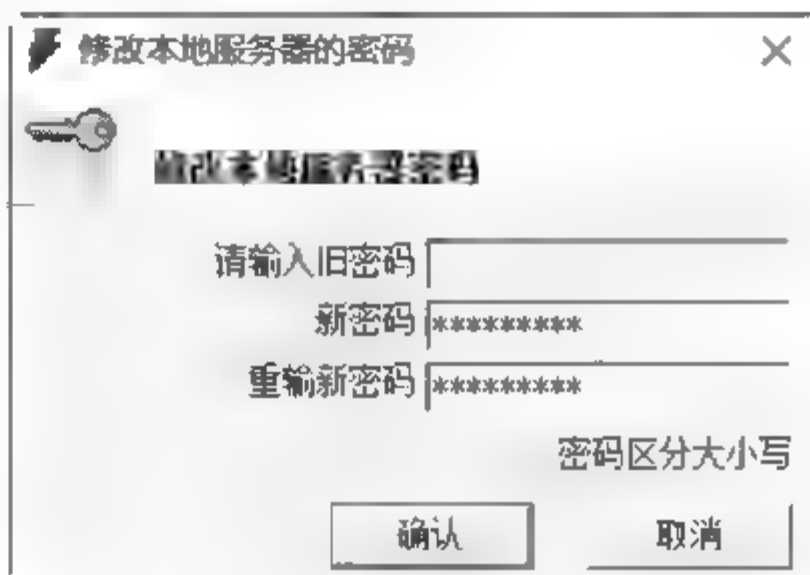 修改本地服务器的密码
修改本地服务器密码
请输入旧密码
新密码 *********
重输新密码 *********
密码区分大小写
确认 取消